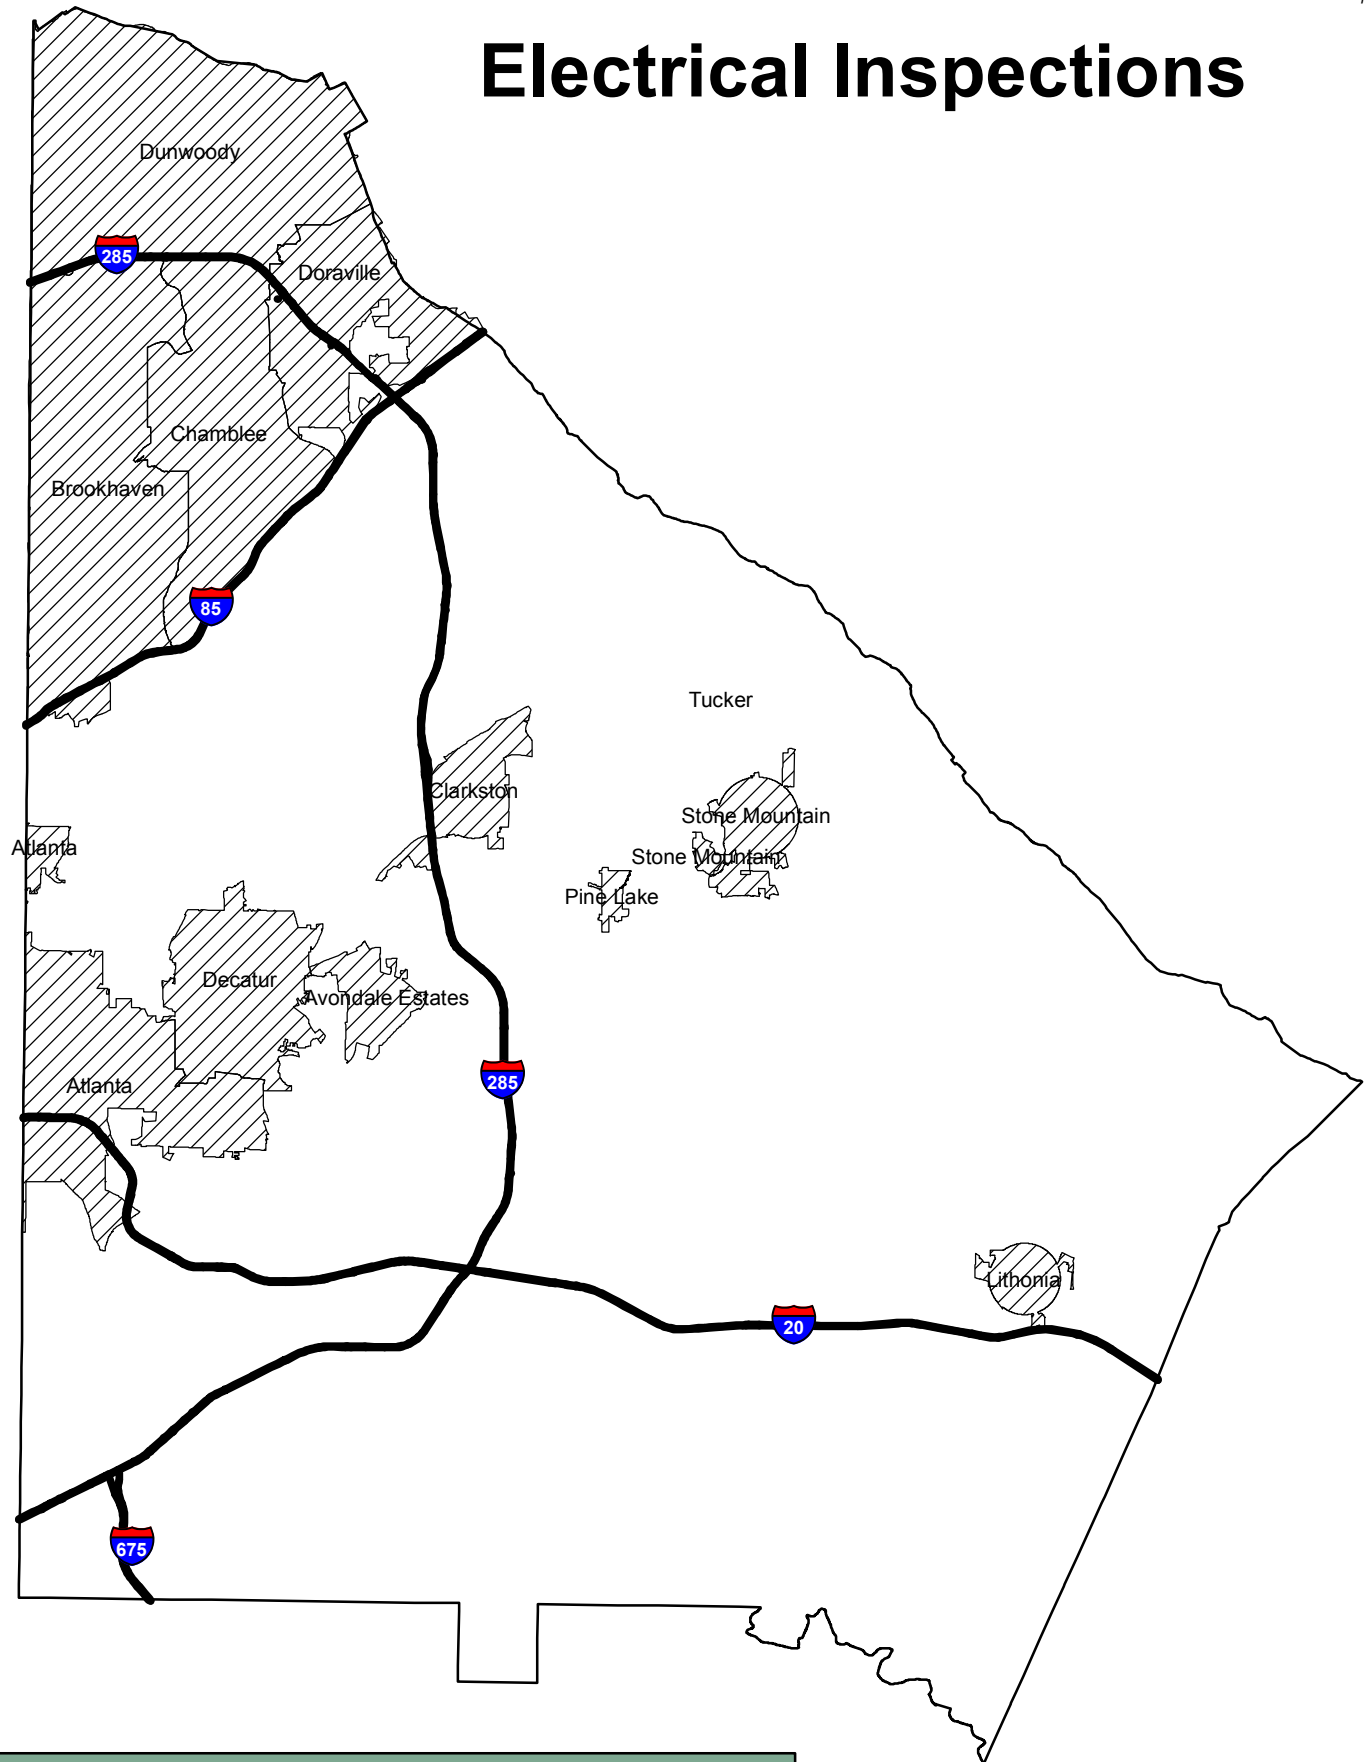 Electrical Inspections
Dunwoody
285
Doraville
Chamblee
Brookhaven
85
Tucker
Clarkston
Stone Mountain
Atlanta
Stone Mountain
Pine Lake
Decatur
Avondale Estates
285
Atlanta
Lithonia
20
675